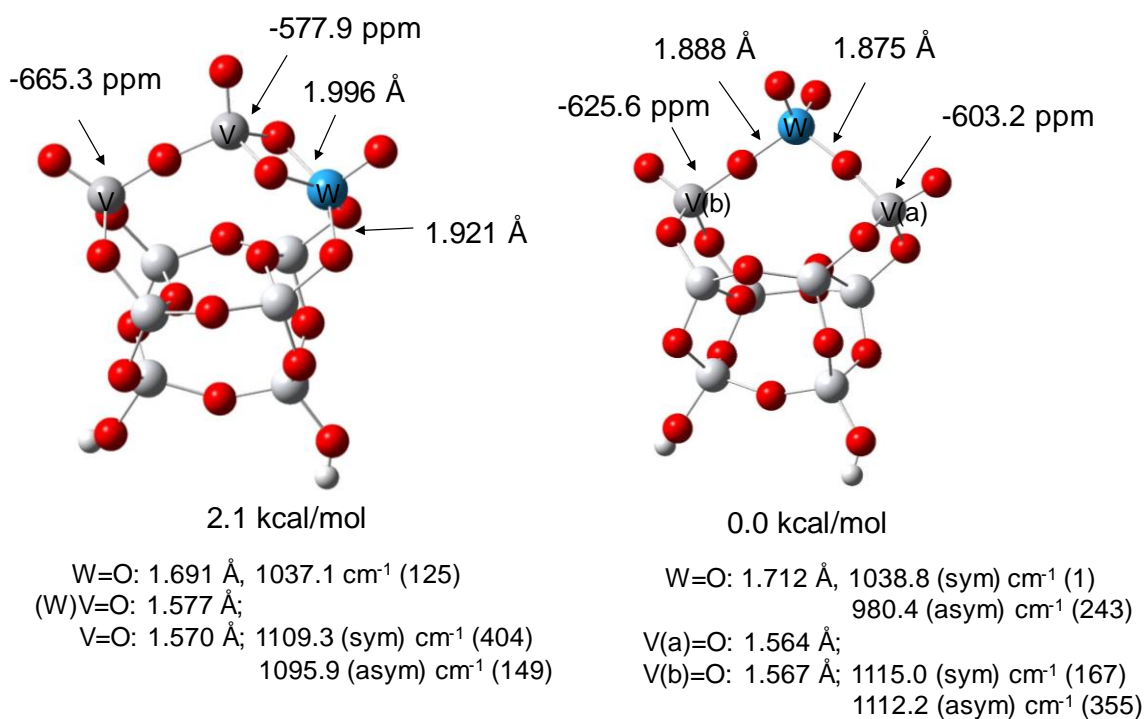 -577.9 ppm
-665.3 ppm
1.996 Å
V
W
V
1.921 Å
2.1 kcal/mol
W=O: 1.691 Å, 1037.1 cm⁻¹ (125)
(W)V=O: 1.577 Å;
V=O: 1.570 Å; 1109.3 (sym) cm⁻¹ (404)
1095.9 (asym) cm⁻¹ (149)
1.888 Å
1.875 Å
-625.6 ppm
-603.2 ppm
W
V(b)
V(a)
0.0 kcal/mol
W=O: 1.712 Å, 1038.8 (sym) cm⁻¹ (1)
980.4 (asym) cm⁻¹ (243)
V(a)=O: 1.564 Å;
V(b)=O: 1.567 Å; 1115.0 (sym) cm⁻¹ (167)
1112.2 (asym) cm⁻¹ (355)